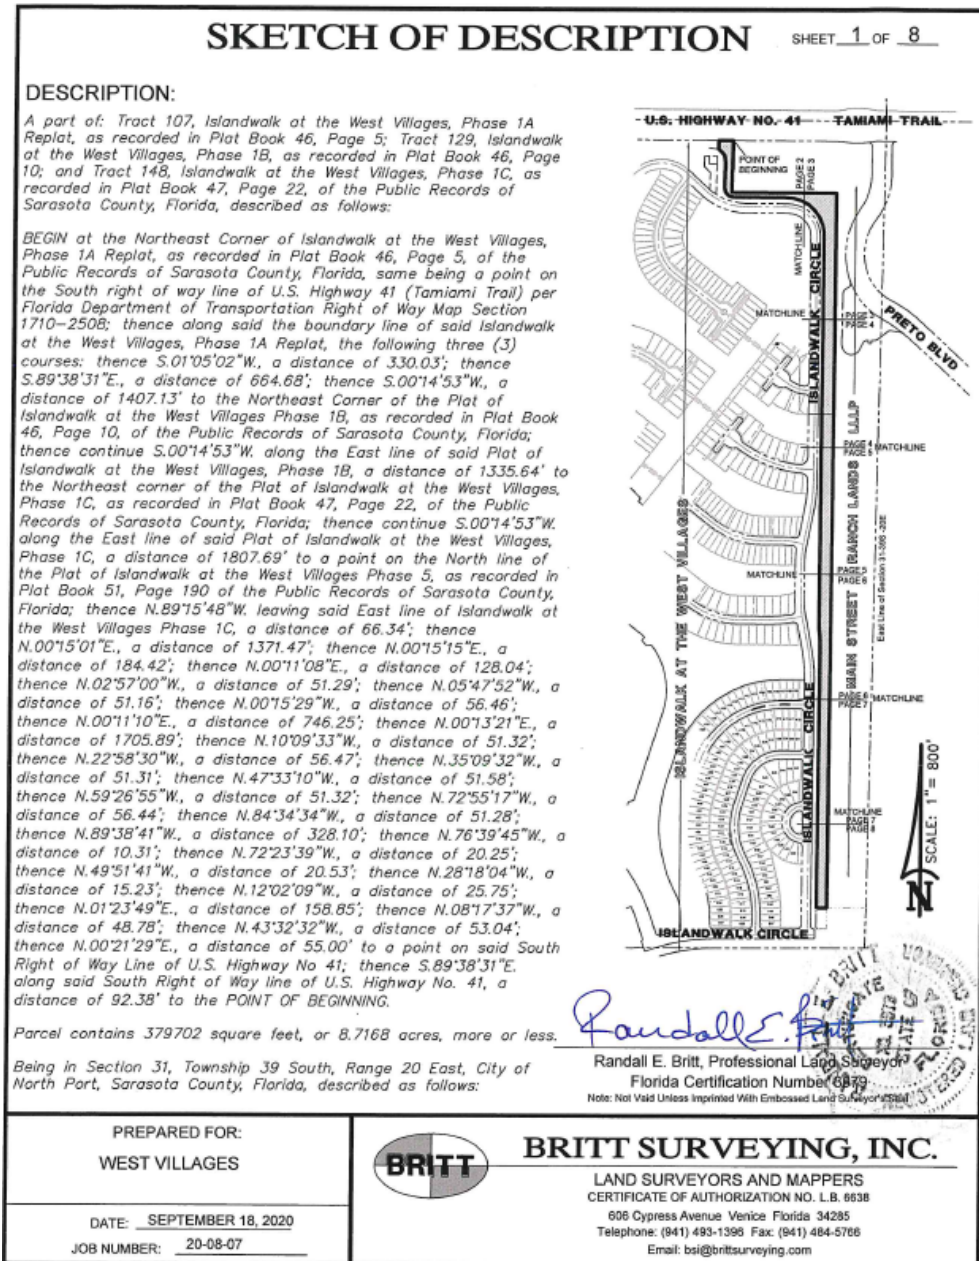 SKETCH OF DESCRIPTION
SHEET 1 OF 8
DESCRIPTION:
A part of: Tract 107, Islandwalk at the West Villages, Phase 1A
Replat, as recorded in Plat Book 46, Page 5; Tract 129, Islandwalk
at the West Villages, Phase 1B, as recorded in Plat Book 46, Page
10; and Tract 148, Islandwalk at the West Villages, Phase 1C, as
recorded in Plat Book 47, Page 22, of the Public Records of
Sarasota County, Florida, described as follows:
BEGIN at the Northeast Corner of Islandwalk at the West Villages,
Phase 1A Replat, as recorded in Plat Book 46, Page 5, of the
Public Records of Sarasota County, Florida, same being a point on
the South right of way line of U.S. Highway 41 (Tamiami Trail) per
Florida Department of Transportation Right of Way Map Section
1710-2508; thence along said the boundary line of said Islandwalk
at the West Villages, Phase 1A Replat, the following three (3)
courses: thence S.01°05'02"W., a distance of 330.03'; thence
S.89°38'31"E., a distance of 664.68'; thence S.00°14'53"W., a
distance of 1407.13' to the Northeast Corner of the Plat of
Islandwalk at the West Villages Phase 1B, as recorded in Plat Book
46, Page 10, of the Public Records of Sarasota County, Florida;
thence continue S.00°14'53"W. along the East line of said Plat of
Islandwalk at the West Villages, Phase 1B, a distance of 1335.64' to
the Northeast corner of the Plat of Islandwalk at the West Villages,
Phase 1C, as recorded in Plat Book 47, Page 22, of the Public
Records of Sarasota County, Florida; thence continue S.00°14'53"W.
along the East line of said Plat of Islandwalk at the West Villages,
Phase 1C, a distance of 1807.69' to a point on the North line of
the Plat of Islandwalk at the West Villages Phase 5, as recorded in
Plat Book 51, Page 190 of the Public Records of Sarasota County,
Florida; thence N.89°15'48"W. leaving said East line of Islandwalk at
the West Villages Phase 1C, a distance of 66.34'; thence
N.00°15'01"E., a distance of 1371.47'; thence N.00°15'15"E., a
distance of 184.42'; thence N.00°11'08"E., a distance of 128.04';
thence N.02°57'00"W., a distance of 51.29'; thence N.05°47'52"W., a
distance of 51.16'; thence N.00°15'29"W., a distance of 56.46';
thence N.00°11'10"E., a distance of 746.25'; thence N.00°13'21"E., a
distance of 1705.89'; thence N.10°09'33"W., a distance of 51.32';
thence N.22°58'30"W., a distance of 56.47'; thence N.35°09'32"W., a
distance of 51.31'; thence N.47°33'10"W., a distance of 51.58';
thence N.59°26'55"W., a distance of 51.32'; thence N.72°55'17"W., a
distance of 56.44'; thence N.84°34'34"W., a distance of 51.28';
thence N.89°38'41"W., a distance of 328.10'; thence N.76°39'45"W., a
distance of 10.31'; thence N.72°23'39"W., a distance of 20.25';
thence N.49°51'41"W., a distance of 20.53'; thence N.28°18'04"W., a
distance of 15.23'; thence N.12°02'09"W., a distance of 25.75';
thence N.01°23'49"E., a distance of 158.85'; thence N.08°17'37"W., a
distance of 48.78'; thence N.43°32'32"W., a distance of 53.04';
thence N.00°21'29"E., a distance of 55.00' to a point on said South
Right of Way Line of U.S. Highway No 41; thence S.89°38'31"E.
along said South Right of Way line of U.S. Highway No. 41, a
distance of 92.38' to the POINT OF BEGINNING.
Parcel contains 379702 square feet, or 8.7168 acres, more or less.
Being in Section 31, Township 39 South, Range 20 East, City of
North Port, Sarasota County, Florida, described as follows:
U.S. HIGHWAY NO. 41 TAMIAMI TRAIL
POINT OF
BEGINNING
PAGE 2
PAGE 3
MATCHLINE
ISLANDWALK CIRCLE
MATCHLINE
PAGE 3
PAGE 4
PRETO BLVD
PAGE 4
PAGE 5
MATCHLINE
ISLANDWALK AT THE WEST VILLAGES
MAIN STREET RANCH LANDS LLLP
East Line of Section 31-39S-20E
MATCHLINE
PAGE 5
PAGE 6
PAGE 6
PAGE 7
MATCHLINE
ISLANDWALK CIRCLE
MATCHLINE
PAGE 7
PAGE 8
ISLANDWALK CIRCLE
SCALE: 1"= 800'
N
Randall E. Britt
Randall E. Britt, Professional Land Surveyor
Florida Certification Number 3979
Note: Not Valid Unless Imprinted With Embossed Land Surveyor's Seal
PREPARED FOR:
WEST VILLAGES
DATE: SEPTEMBER 18, 2020
JOB NUMBER: 20-08-07
BRITT
BRITT SURVEYING, INC.
LAND SURVEYORS AND MAPPERS
CERTIFICATE OF AUTHORIZATION NO. L.B. 6638
606 Cypress Avenue Venice Florida 34285
Telephone: (941) 493-1396 Fax: (941) 484-5766
Email: bsi@brittsurveying.com